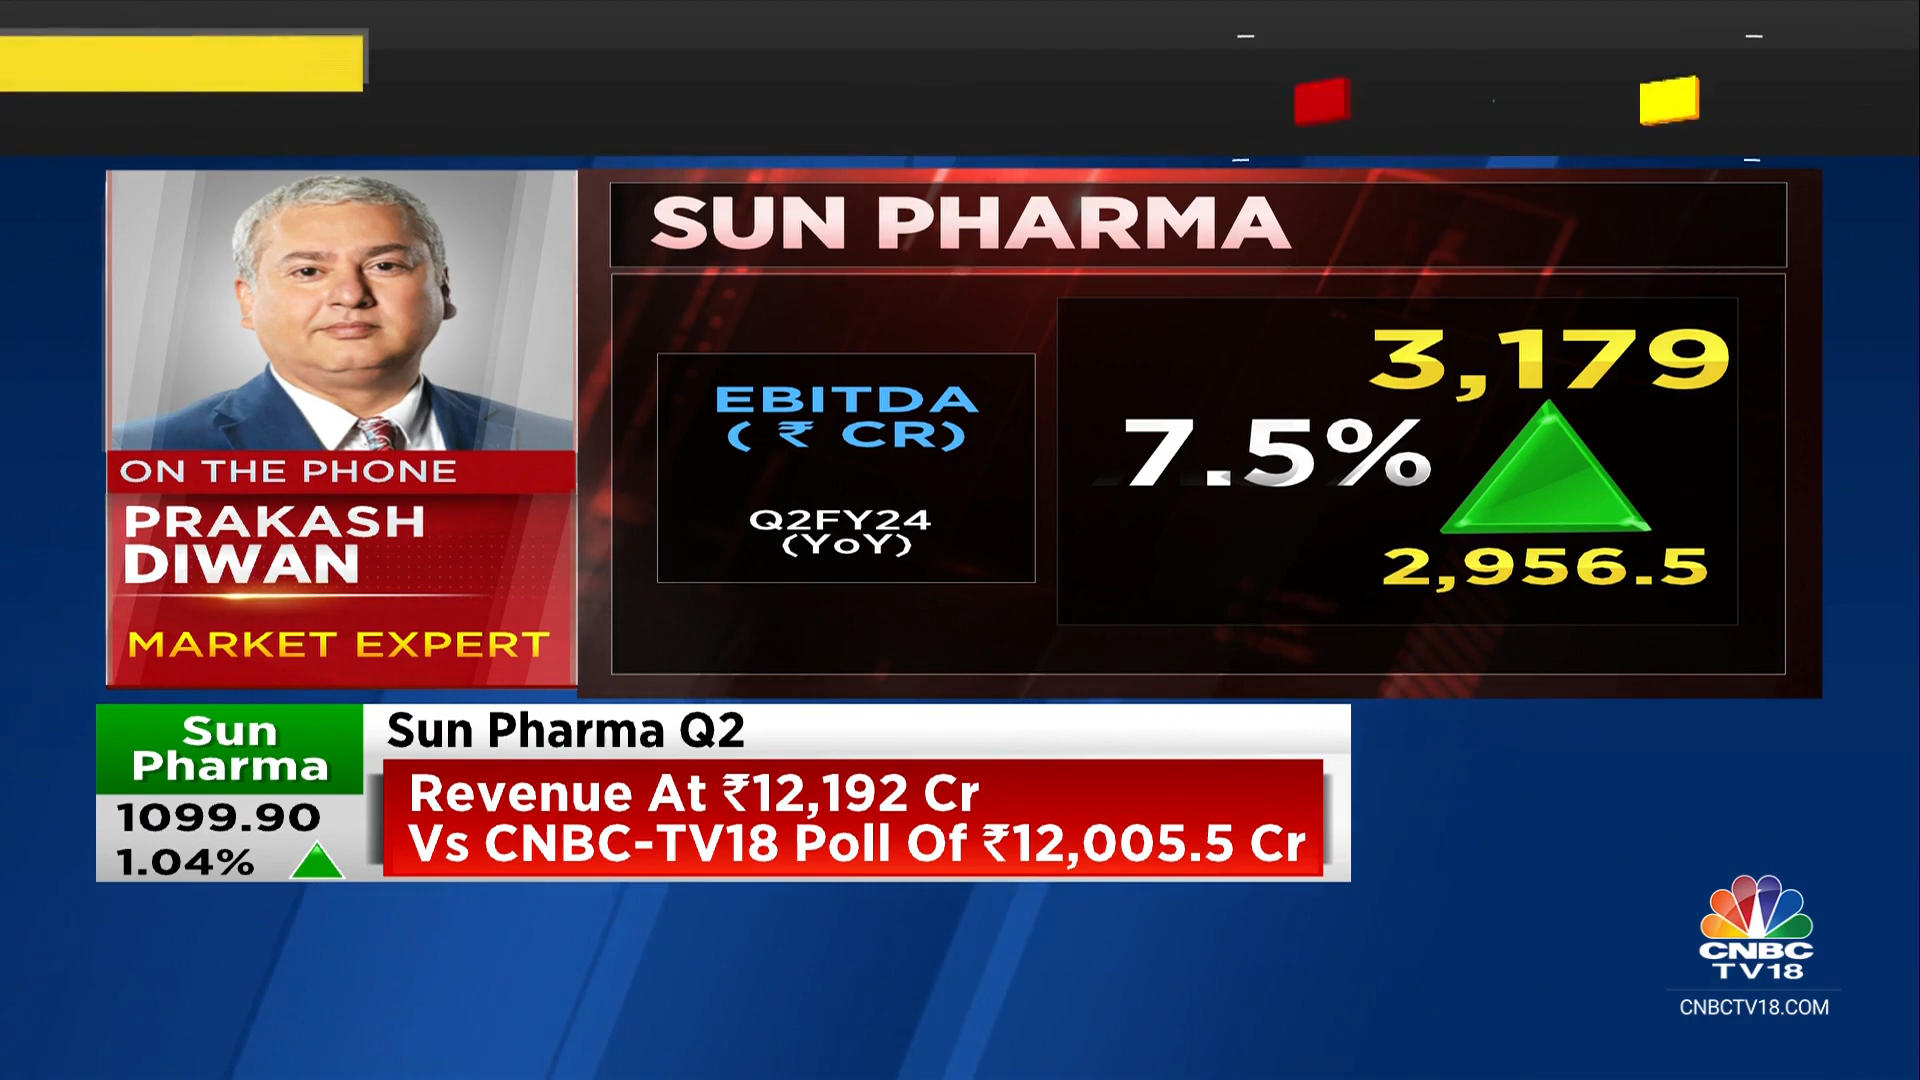 SUN PHARMA
EBITDA
( ₹ CR)
Q2FY24
(YoY)
3,179
7.5%
2,956.5
ON THE PHONE
PRAKASH
DIWAN
MARKET EXPERT
Sun
Pharma
1099.90
1.04%
Sun Pharma Q2
Revenue At ₹12,192 Cr
Vs CNBC-TV18 Poll Of ₹12,005.5 Cr
CNBC
TV18
CNBCTV18.COM